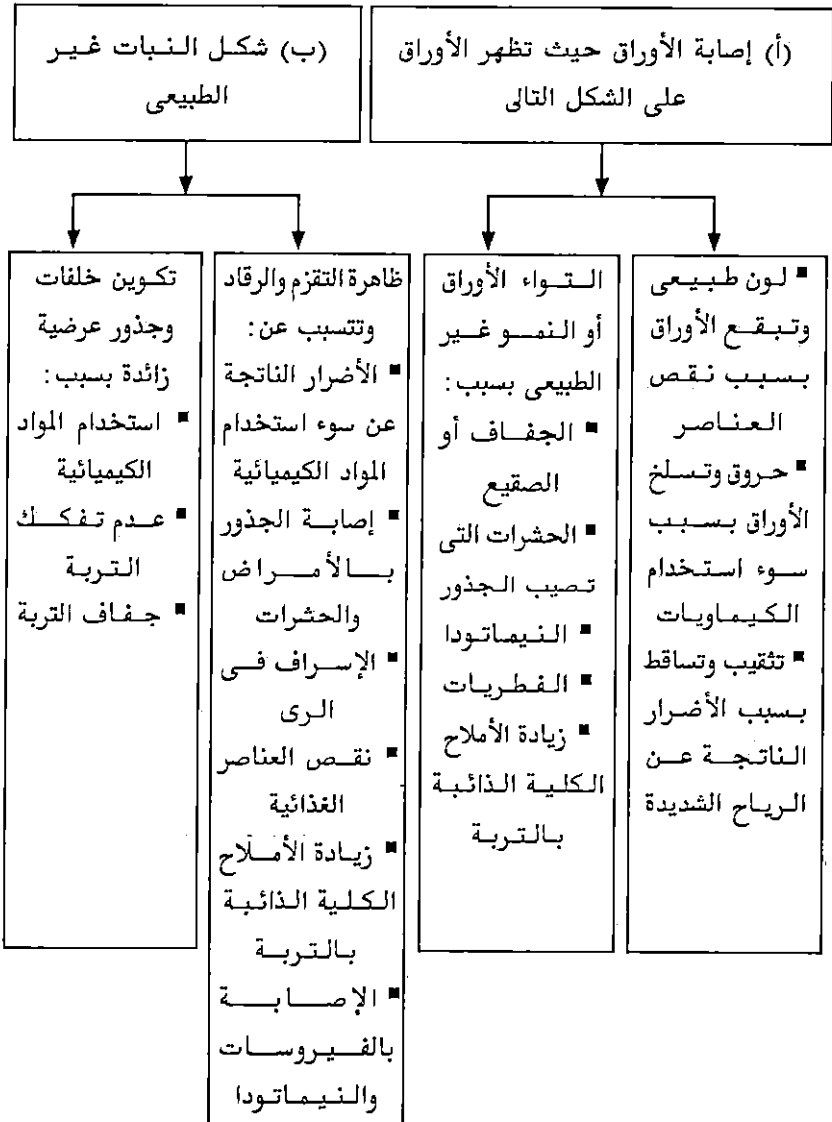 (أ) إصابة الأوراق حيث تظهر الأوراق
على الشكل التالى
(ب) شكل النبات غير
الطبيعى
■ لون طبيعى
وتبقع الأوراق
بسبب نقص
العناصر
■ حروق وتسلخ
الأوراق بسبب
سوء استخدام
الكيماويات
■ تثقيب وتساقط
بسبب الأضرار
الناتجة عن
الرياح الشديدة
التواء الأوراق
أو النمو غير
الطبيعى بسبب:
■ الجفاف أو
الصقيع
■ الحشرات التى
تصيب الجذور
■ النيماتودا
■ الفطريات
■ زيادة الأملاح
الكلية الذائبة
بالتربة
ظاهرة التقزم والرقاد
وتتسبب عن:
■ الأضرار الناتجة
عن سوء استخدام
المواد الكيميائية
■ إصابة الجذور
بالأمراض
والحشرات
■ الإسراف فى
الرى
■ نقص العناصر
الغذائية
■ زيادة الأملاح
الكلية الذائبة
بالتربة
■ الإصابة
بالفيروسات
والنيماتودا
تكوين خلفات
وجذور عرضية
زائدة بسبب:
■ استخدام المواد
الكيميائية
■ عدم تفكك
التربة
■ جفاف التربة